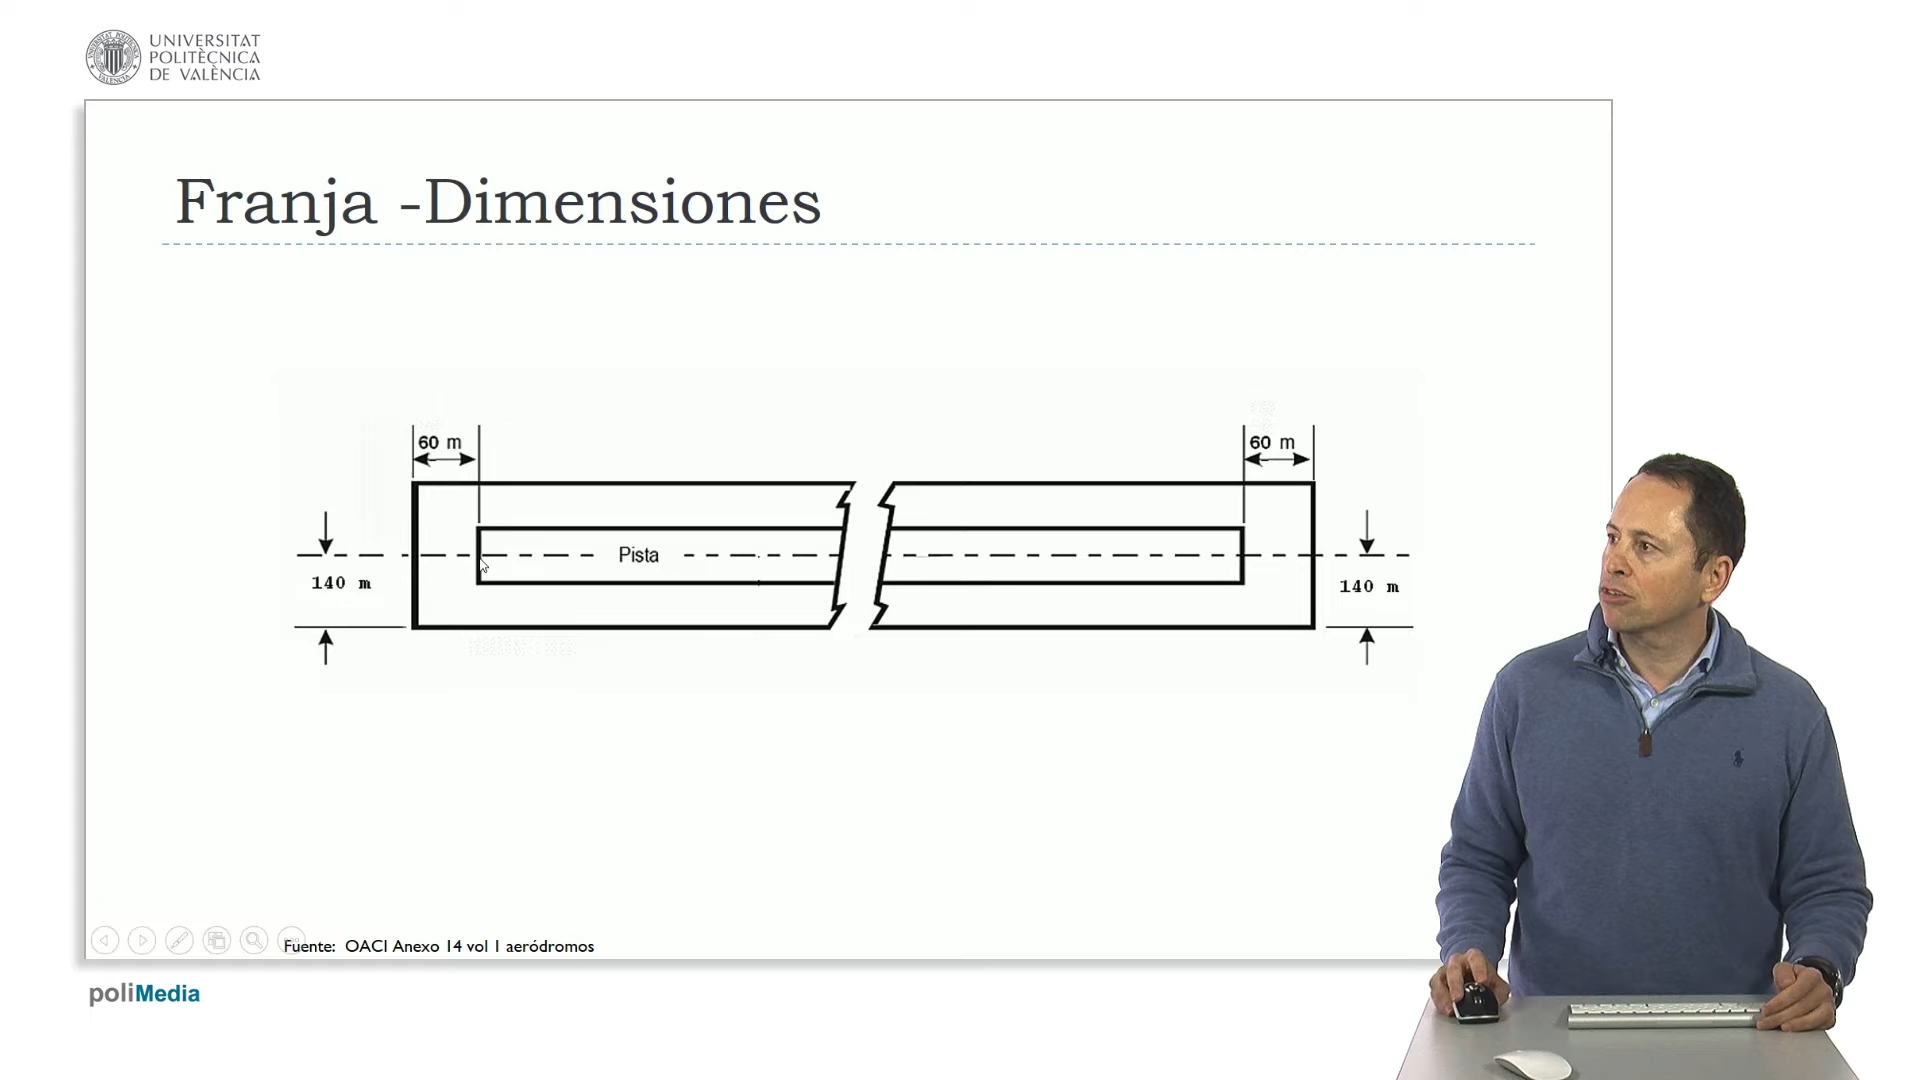 UNIVERSITAT
POLITÈCNICA
DE VALÈNCIA
Franja -Dimensiones
60 m
60 m
Pista
140 m
140 m
Fuente: OACI Anexo 14 vol 1 aeródromos
poliMedia